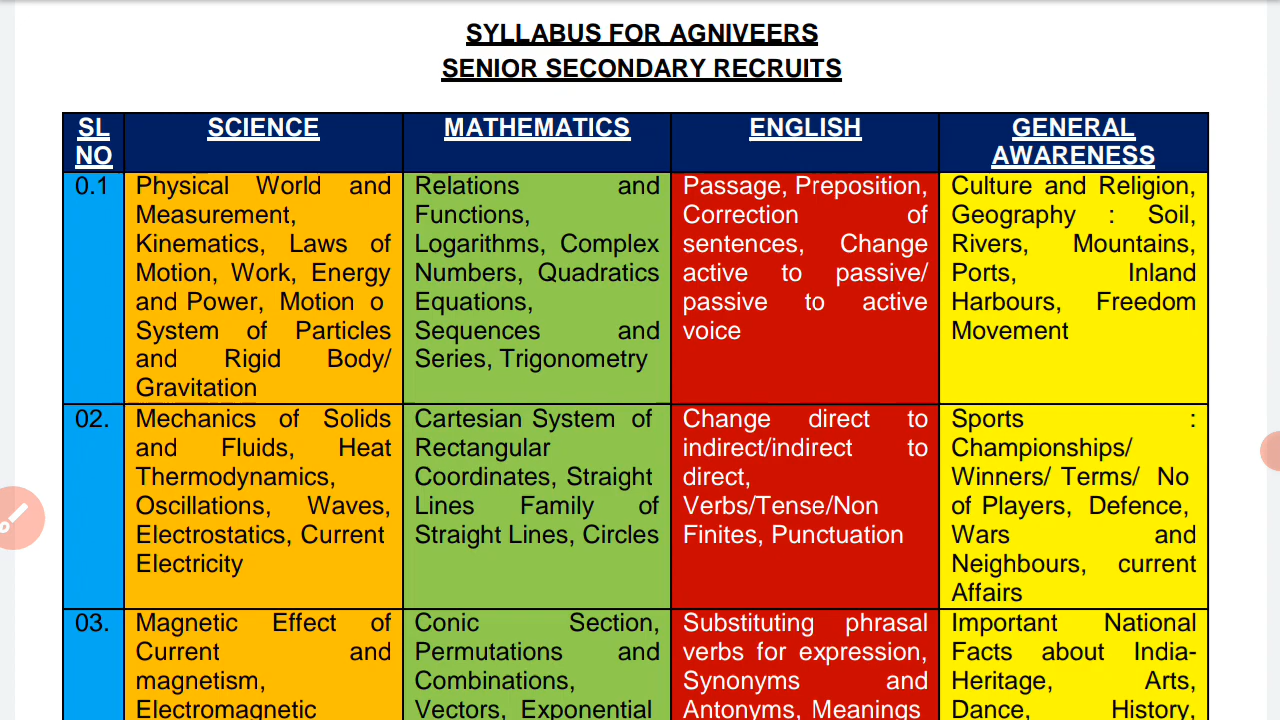 SYLLABUS FOR AGNIVEERS
SENIOR SECONDARY RECRUITS
SL
NO
SCIENCE
MATHEMATICS
ENGLISH
GENERAL
AWARENESS
0.1
Physical World and
Measurement,
Kinematics, Laws of
Motion, Work, Energy
and Power, Motion o
System of Particles
and Rigid Body/
Gravitation
Relations and
Functions,
Logarithms, Complex
Numbers, Quadratics
Equations,
Sequences and
Series, Trigonometry
Passage, Preposition,
Correction of
sentences, Change
active to passive/
passive to active
voice
Culture and Religion,
Geography : Soil,
Rivers, Mountains,
Ports, Inland
Harbours, Freedom
Movement
02.
Mechanics of Solids
and Fluids, Heat
Thermodynamics,
Oscillations, Waves,
Electrostatics, Current
Electricity
Cartesian System of
Rectangular
Coordinates, Straight
Lines Family of
Straight Lines, Circles
Change direct to
indirect/indirect to
direct,
Verbs/Tense/Non
Finites, Punctuation
Sports :
Championships/
Winners/ Terms/ No
of Players, Defence,
Wars and
Neighbours, current
Affairs
03.
Magnetic Effect of
Current and
magnetism,
Electromagnetic
Conic Section,
Permutations and
Combinations,
Vectors, Exponential
Substituting phrasal
verbs for expression,
Synonyms and
Antonyms, Meanings
Important National
Facts about India-
Heritage, Arts,
Dance, History,